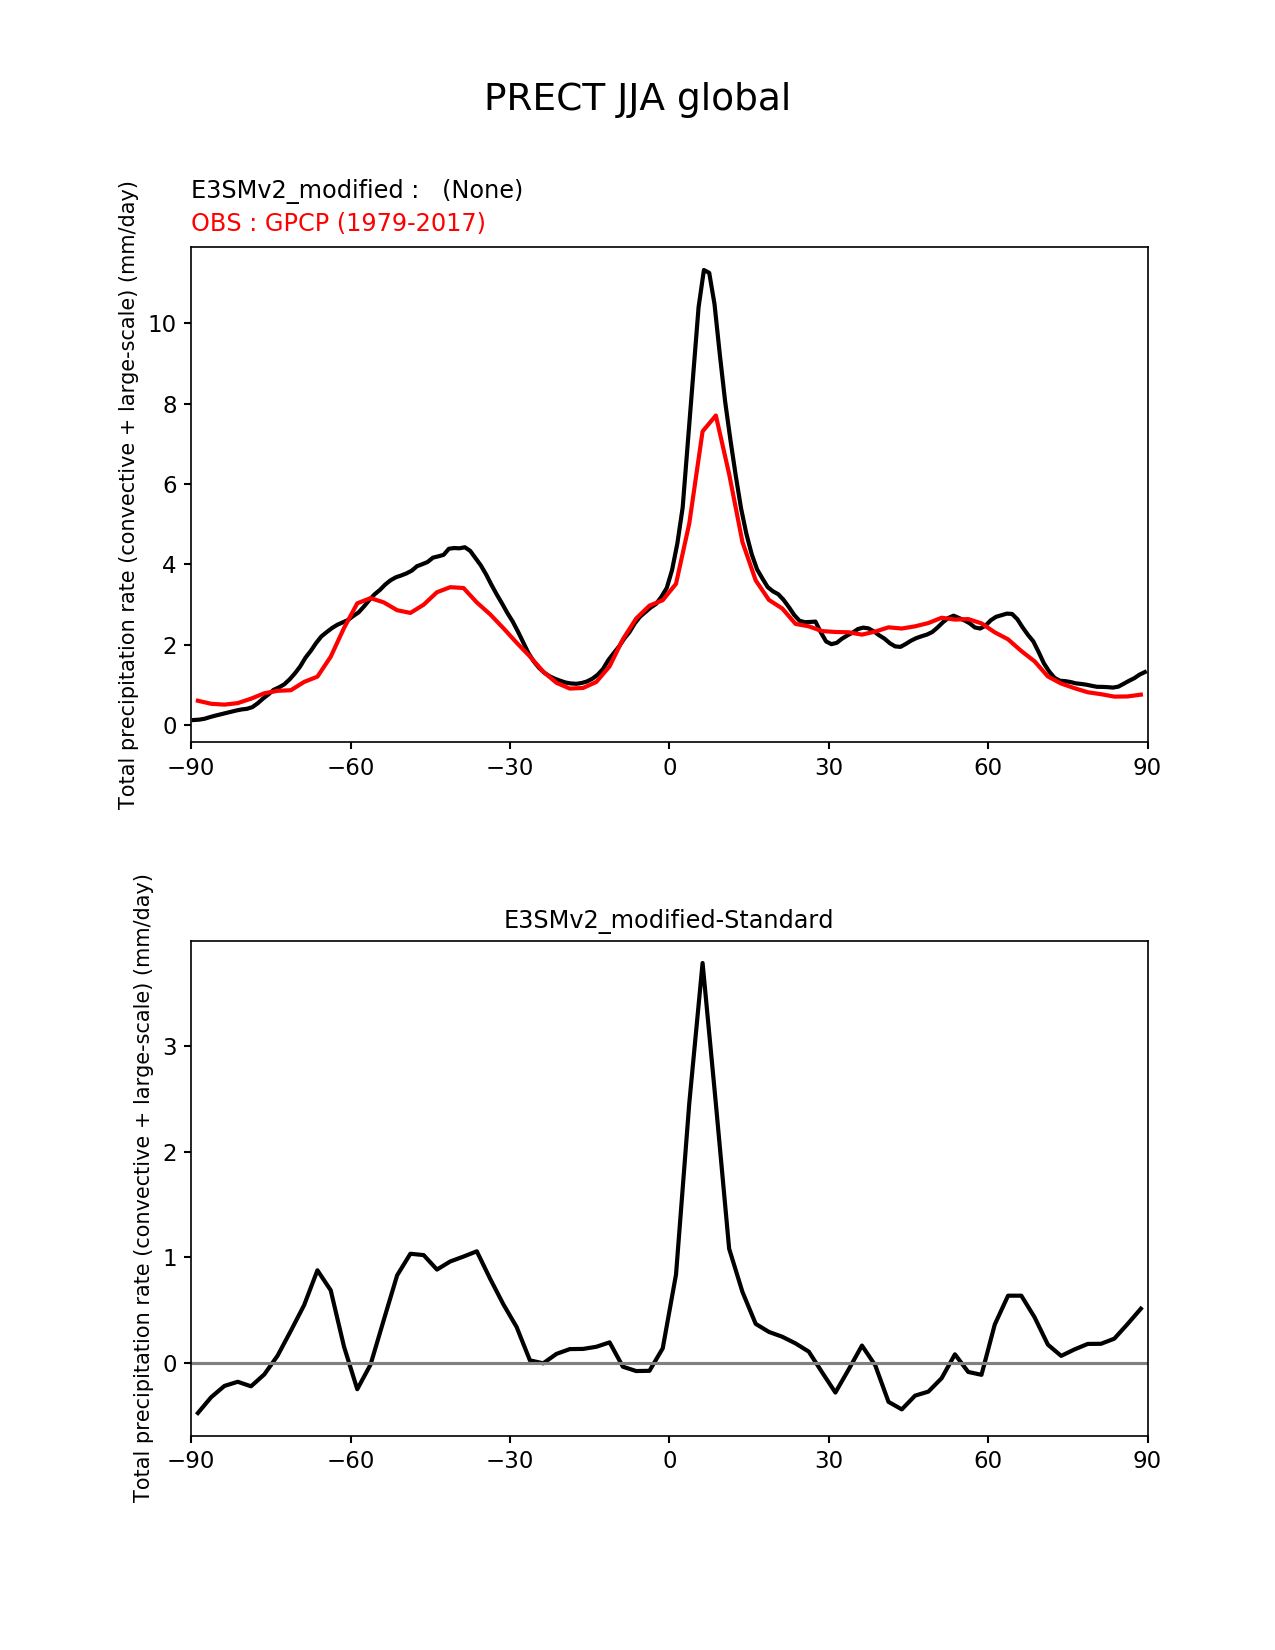 PRECT JJA global
E3SMv2_modified :   (None)
OBS : GPCP (1979-2017)
Total precipitation rate (convective + large-scale) (mm/day)
10
8
6
4
2
0
−90 −60 −30 0 30 60 90
E3SMv2_modified-Standard
Total precipitation rate (convective + large-scale) (mm/day)
3
2
1
0
−90 −60 −30 0 30 60 90